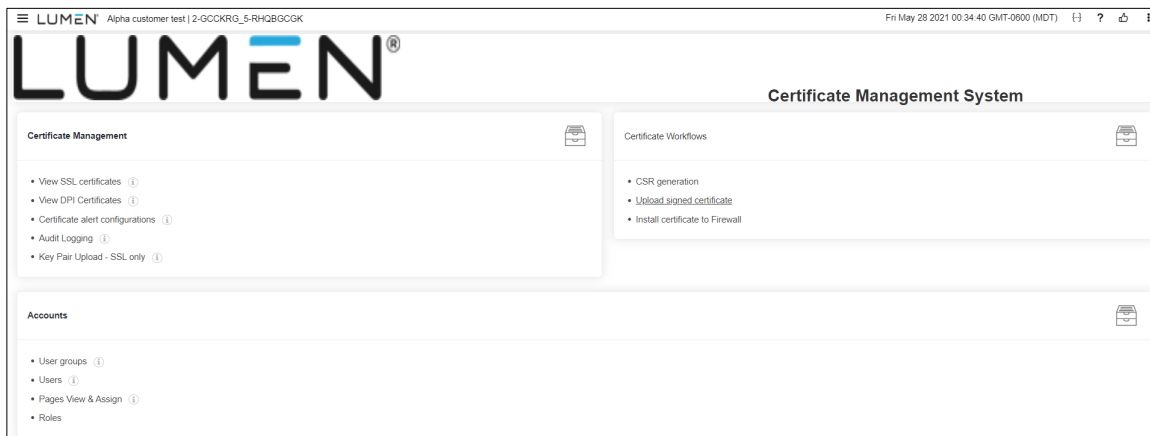 LUMEN® Alpha customer test | 2-GCCKRG_5-RHQBGCGK Fri May 28 2021 00:34:40 GMT-0600 (MDT) {-} ?
LUMEN®
Certificate Management System
Certificate Management
• View SSL certificates i
• View DPI Certificates i
• Certificate alert configurations i
• Audit Logging i
• Key Pair Upload - SSL only i
Certificate Workflows
• CSR generation
• Upload signed certificate
• Install certificate to Firewall
Accounts
• User groups i
• Users i
• Pages View & Assign i
• Roles